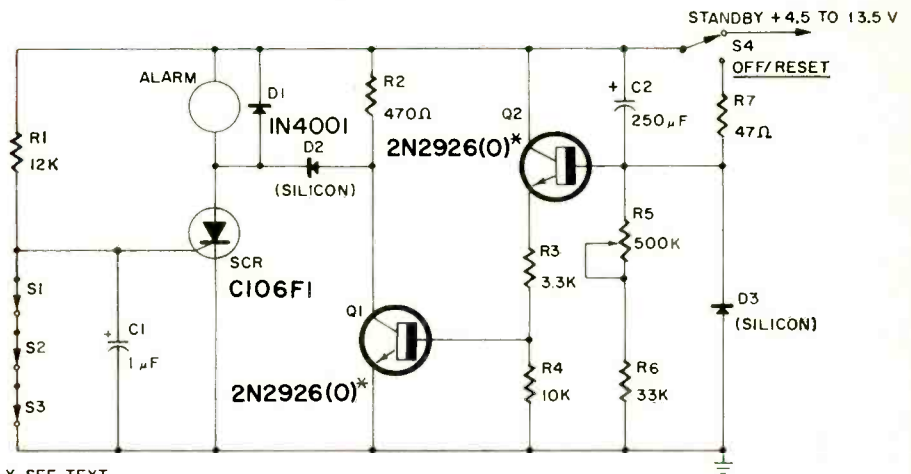 STANDBY +4.5 TO 13.5 V
S4
OFF/RESET
ALARM
D1
1N4001
R2
470Ω
Q2
2N2926(O)*
+
C2
250µF
R7
47Ω
R1
12K
D2
(SILICON)
R5
500K
SCR
C106F1
R3
3.3K
D3
(SILICON)
S1
S2
S3
+
C1
1µF
Q1
2N2926(O)*
R4
10K
R6
33K